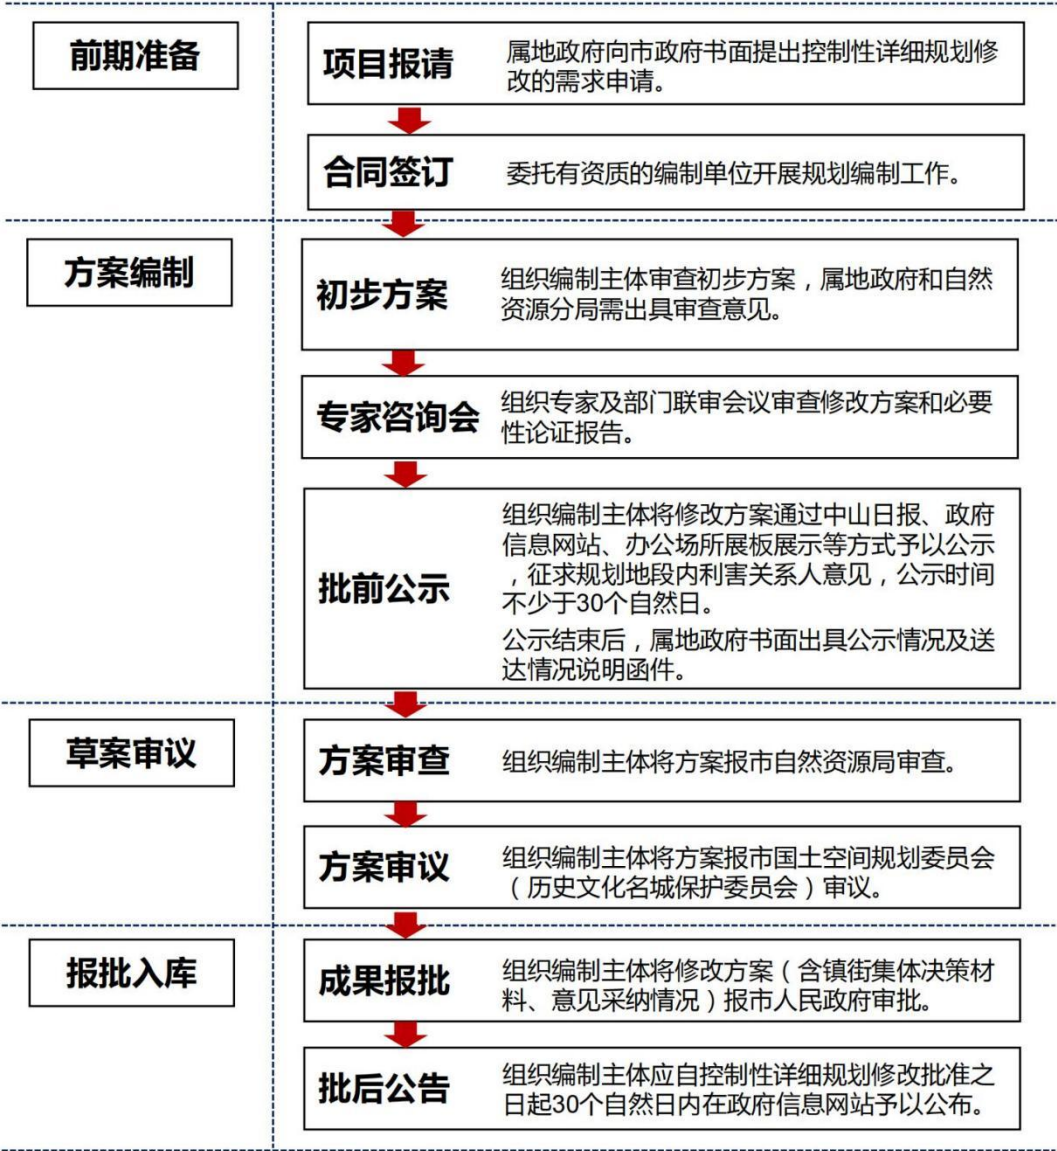 前期准备
项目报请
属地政府向市政府书面提出控制性详细规划修
改的需求申请。
合同签订
委托有资质的编制单位开展规划编制工作。
方案编制
初步方案
组织编制主体审查初步方案，属地政府和自然
资源分局需出具审查意见。
专家咨询会
组织专家及部门联审会议审查修改方案和必要
性论证报告。
批前公示
组织编制主体将修改方案通过中山日报、政府
信息网站、办公场所展板展示等方式予以公示
，征求规划地段内利害关系人意见，公示时间
不少于30个自然日。
公示结束后，属地政府书面出具公示情况及送
达情况说明函件。
草案审议
方案审查
组织编制主体将方案报市自然资源局审查。
方案审议
组织编制主体将方案报市国土空间规划委员会
（历史文化名城保护委员会）审议。
报批入库
成果报批
组织编制主体将修改方案（含镇街集体决策材
料、意见采纳情况）报市人民政府审批。
批后公告
组织编制主体应自控制性详细规划修改批准之
日起30个自然日内在政府信息网站予以公布。